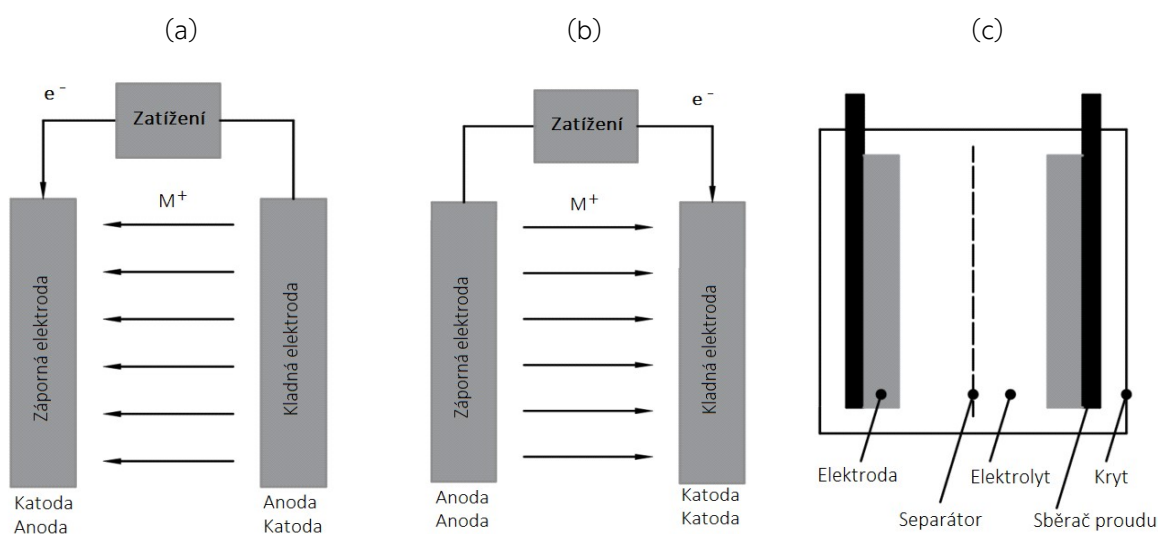 (a)
e⁻
Zatížení
M⁺
Záporná elektroda
Kladná elektroda
Katoda
Anoda
Anoda
Katoda
(b)
e⁻
Zatížení
M⁺
Záporná elektroda
Kladná elektroda
Anoda
Anoda
Katoda
Katoda
(c)
Elektroda
Elektrolyt
Kryt
Separátor
Sběrač proudu